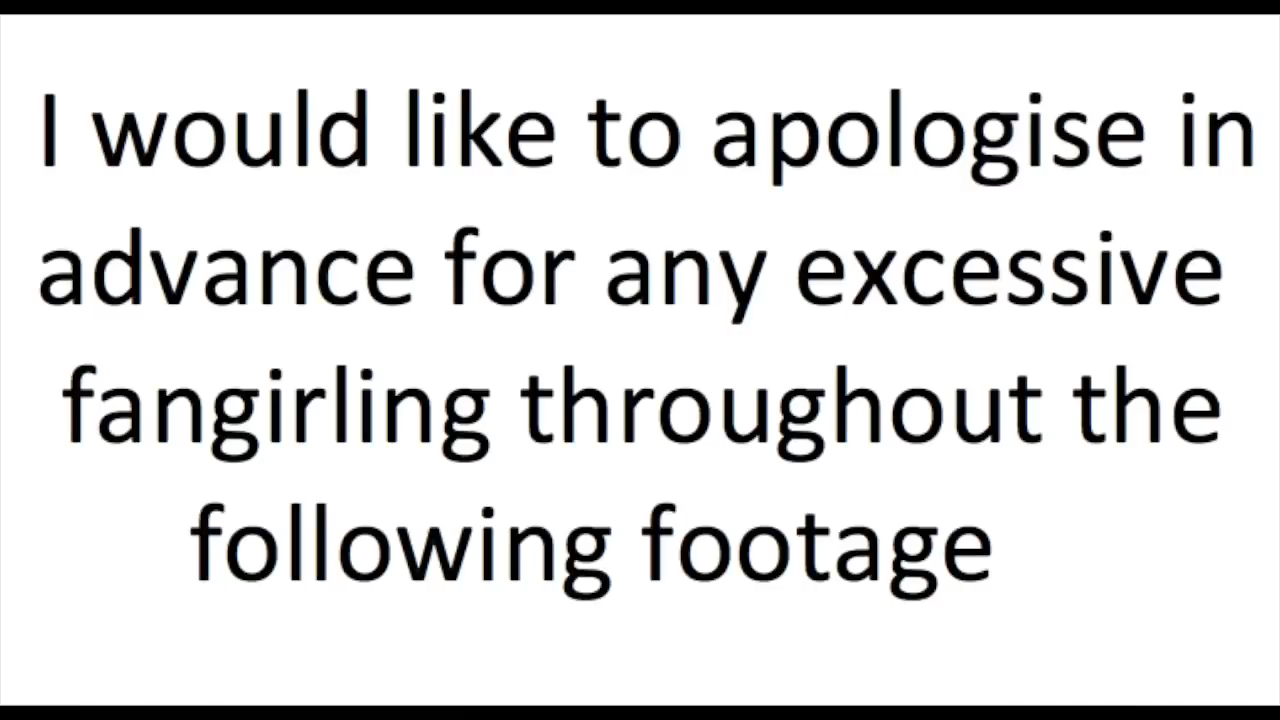 I would like to apologise in
advance for any excessive
fangirling throughout the
following footage